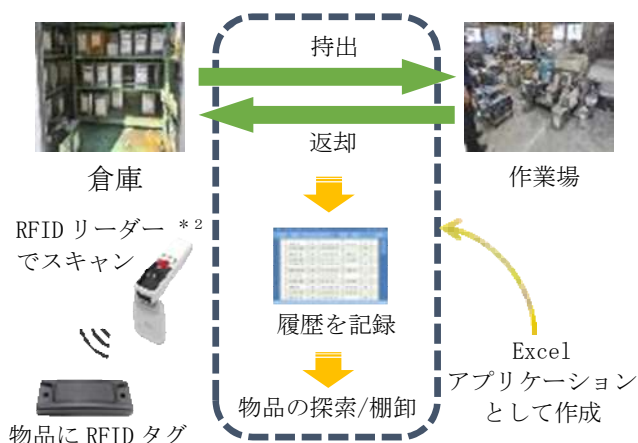 持出
返却
倉庫
作業場
RFID リーダー *2
でスキャン
履歴を記録
物品の探索/棚卸
Excel
アプリケーション
として作成
物品に RFID タグ